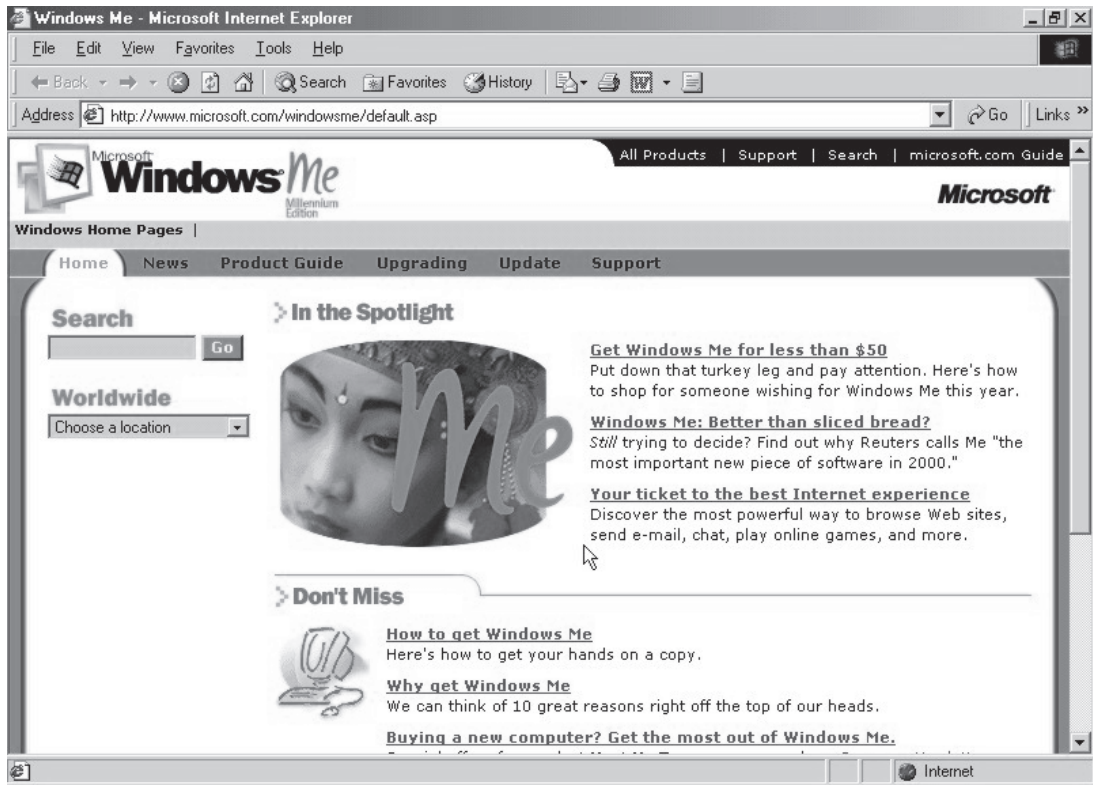 Windows Me - Microsoft Internet Explorer
File Edit View Favorites Tools Help
Back Search Favorites History
Address http://www.microsoft.com/windowsme/default.asp Go Links »
All Products | Support | Search | microsoft.com Guide
Microsoft
Windows Me
Millennium
Edition
Microsoft
Windows Home Pages |
Home News Product Guide Upgrading Update Support
Search
Go
Worldwide
Choose a location
In the Spotlight
Me
Get Windows Me for less than $50
Put down that turkey leg and pay attention. Here's how
to shop for someone wishing for Windows Me this year.
Windows Me: Better than sliced bread?
Still trying to decide? Find out why Reuters calls Me "the
most important new piece of software in 2000."
Your ticket to the best Internet experience
Discover the most powerful way to browse Web sites,
send e-mail, chat, play online games, and more.
Don't Miss
How to get Windows Me
Here's how to get your hands on a copy.
Why get Windows Me
We can think of 10 great reasons right off the top of our heads.
Buying a new computer? Get the most out of Windows Me.
Internet